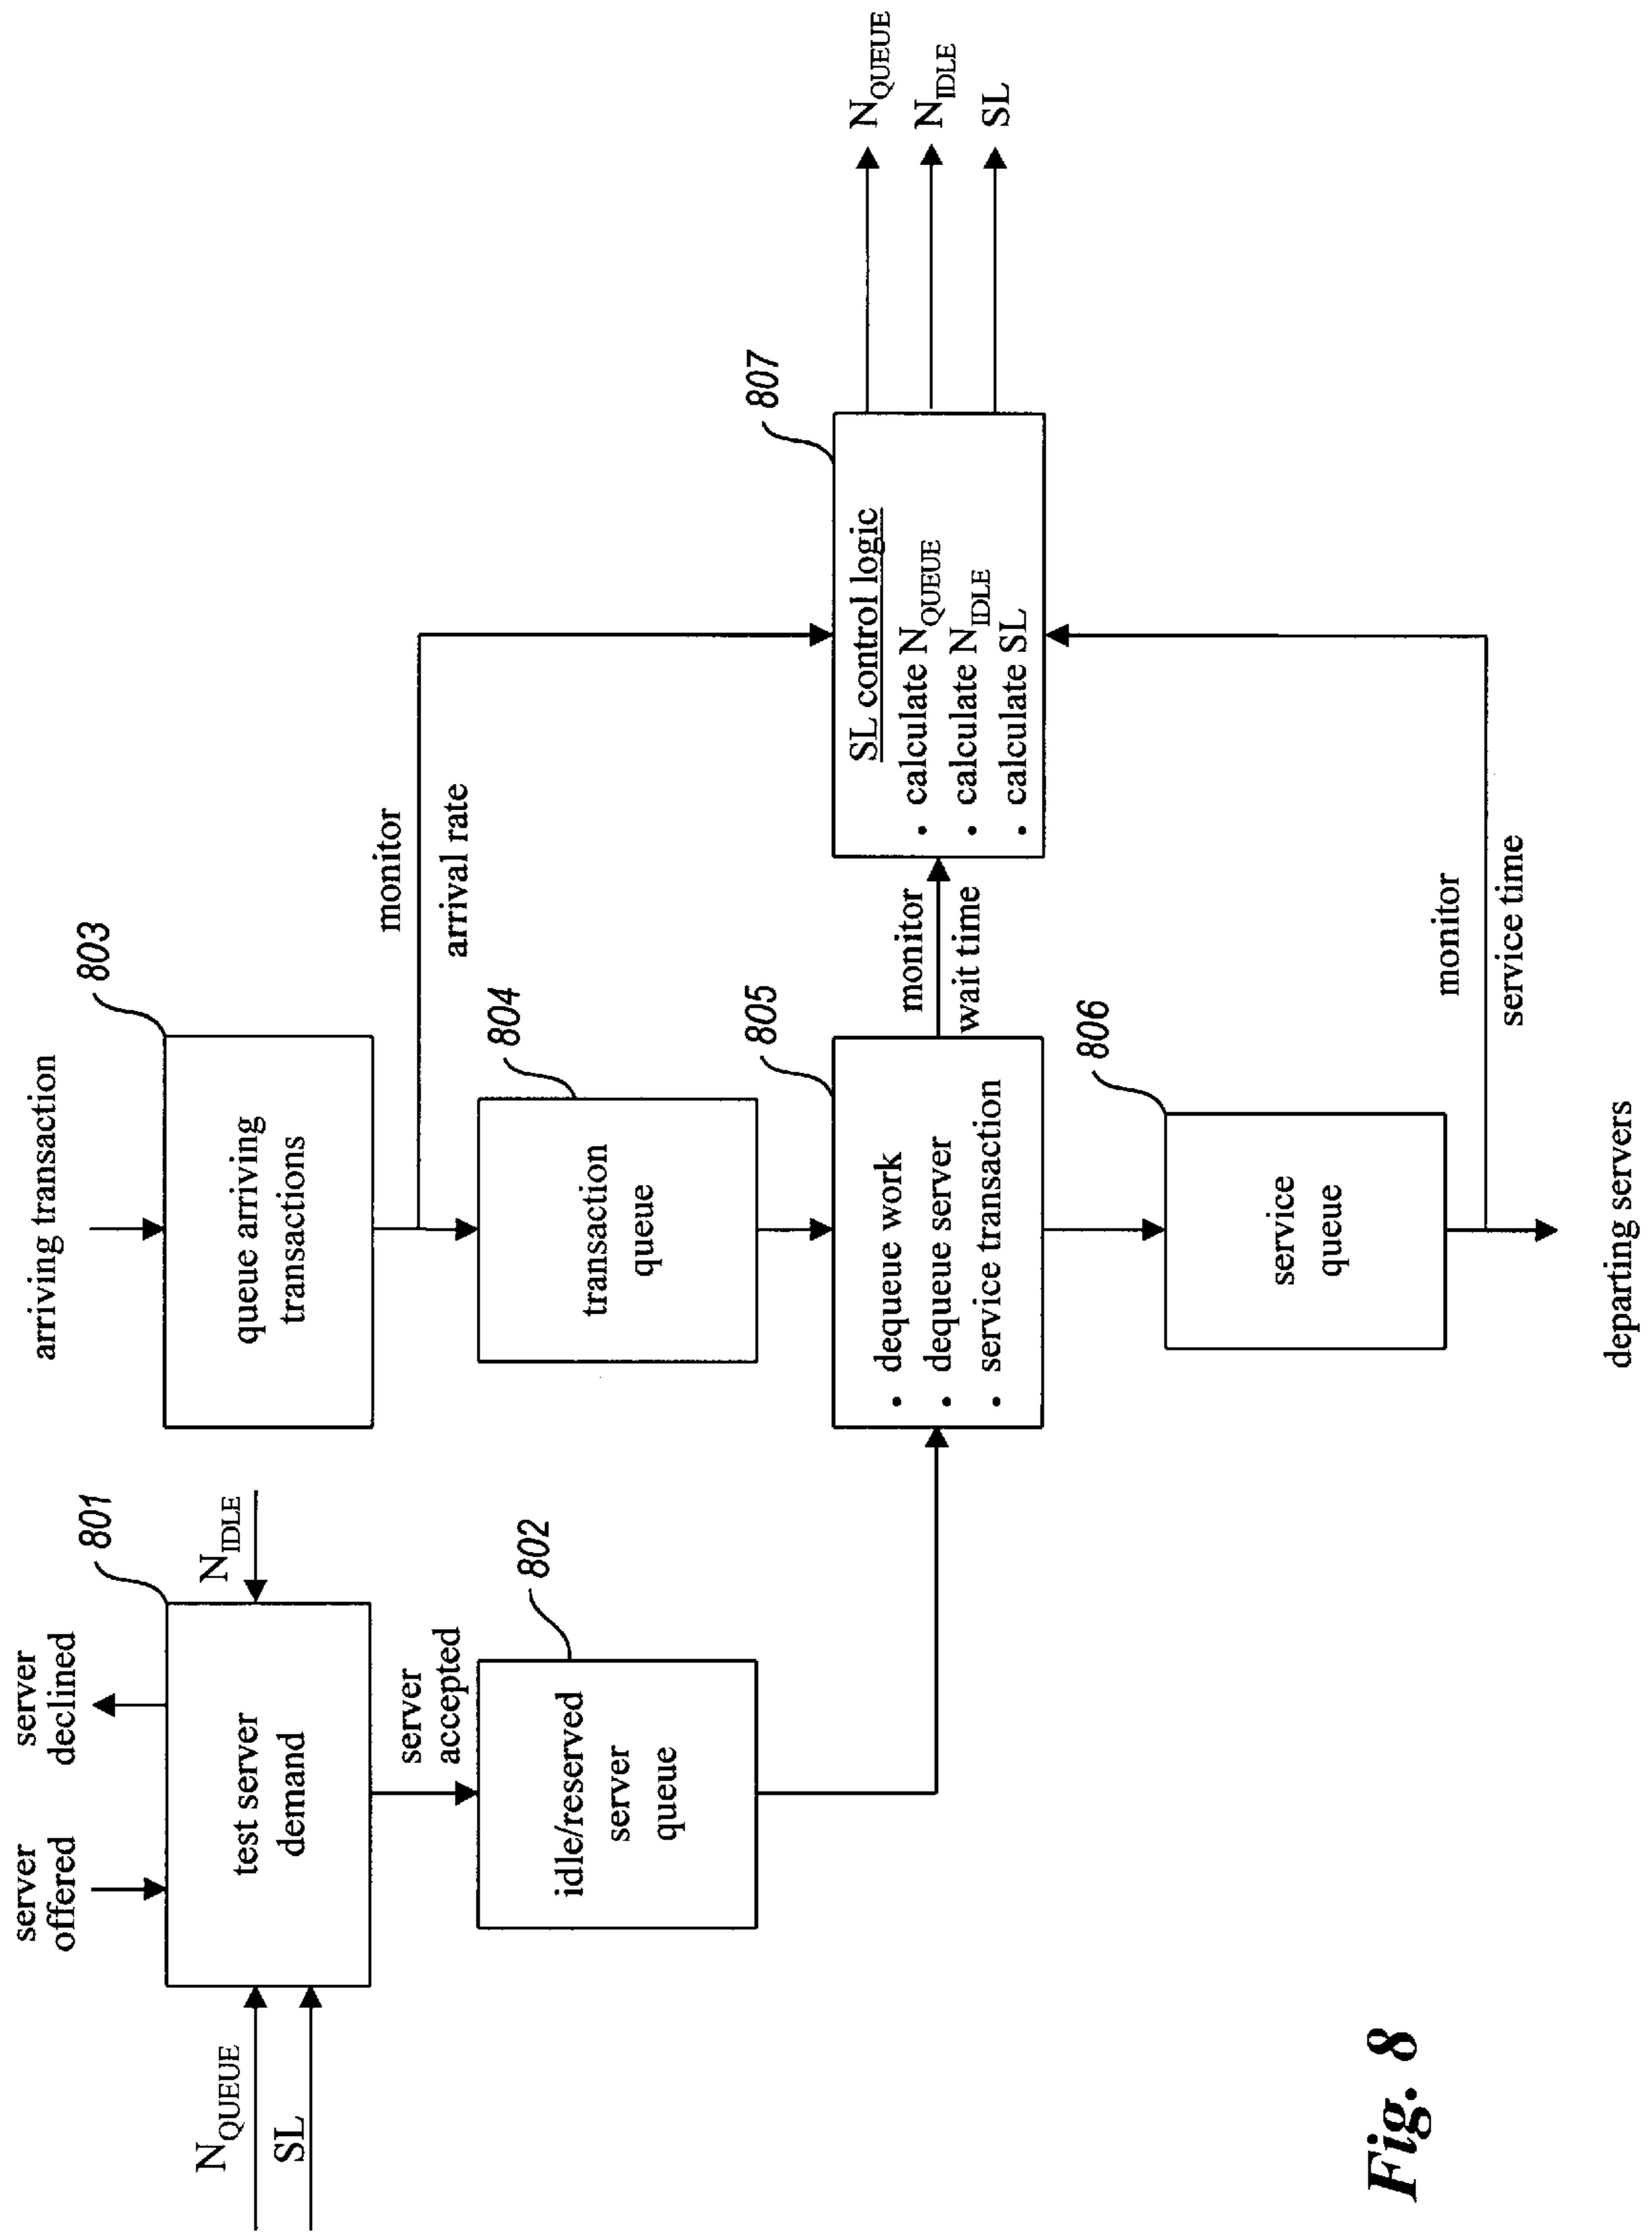 server
offered
server
declined
arriving transaction
801
803
N_QUEUE
SL
N_IDLE
test server
demand
queue arriving
transactions
server
accepted
monitor
arrival rate
802
804
idle/reserved
server
queue
transaction
queue
805
807
• dequeue work
• dequeue server
• service transaction
monitor
wait time
SL control logic
• calculate N_QUEUE
• calculate N_IDLE
• calculate SL
N_QUEUE
N_IDLE
SL
806
service
queue
monitor
service time
departing servers
Fig. 8